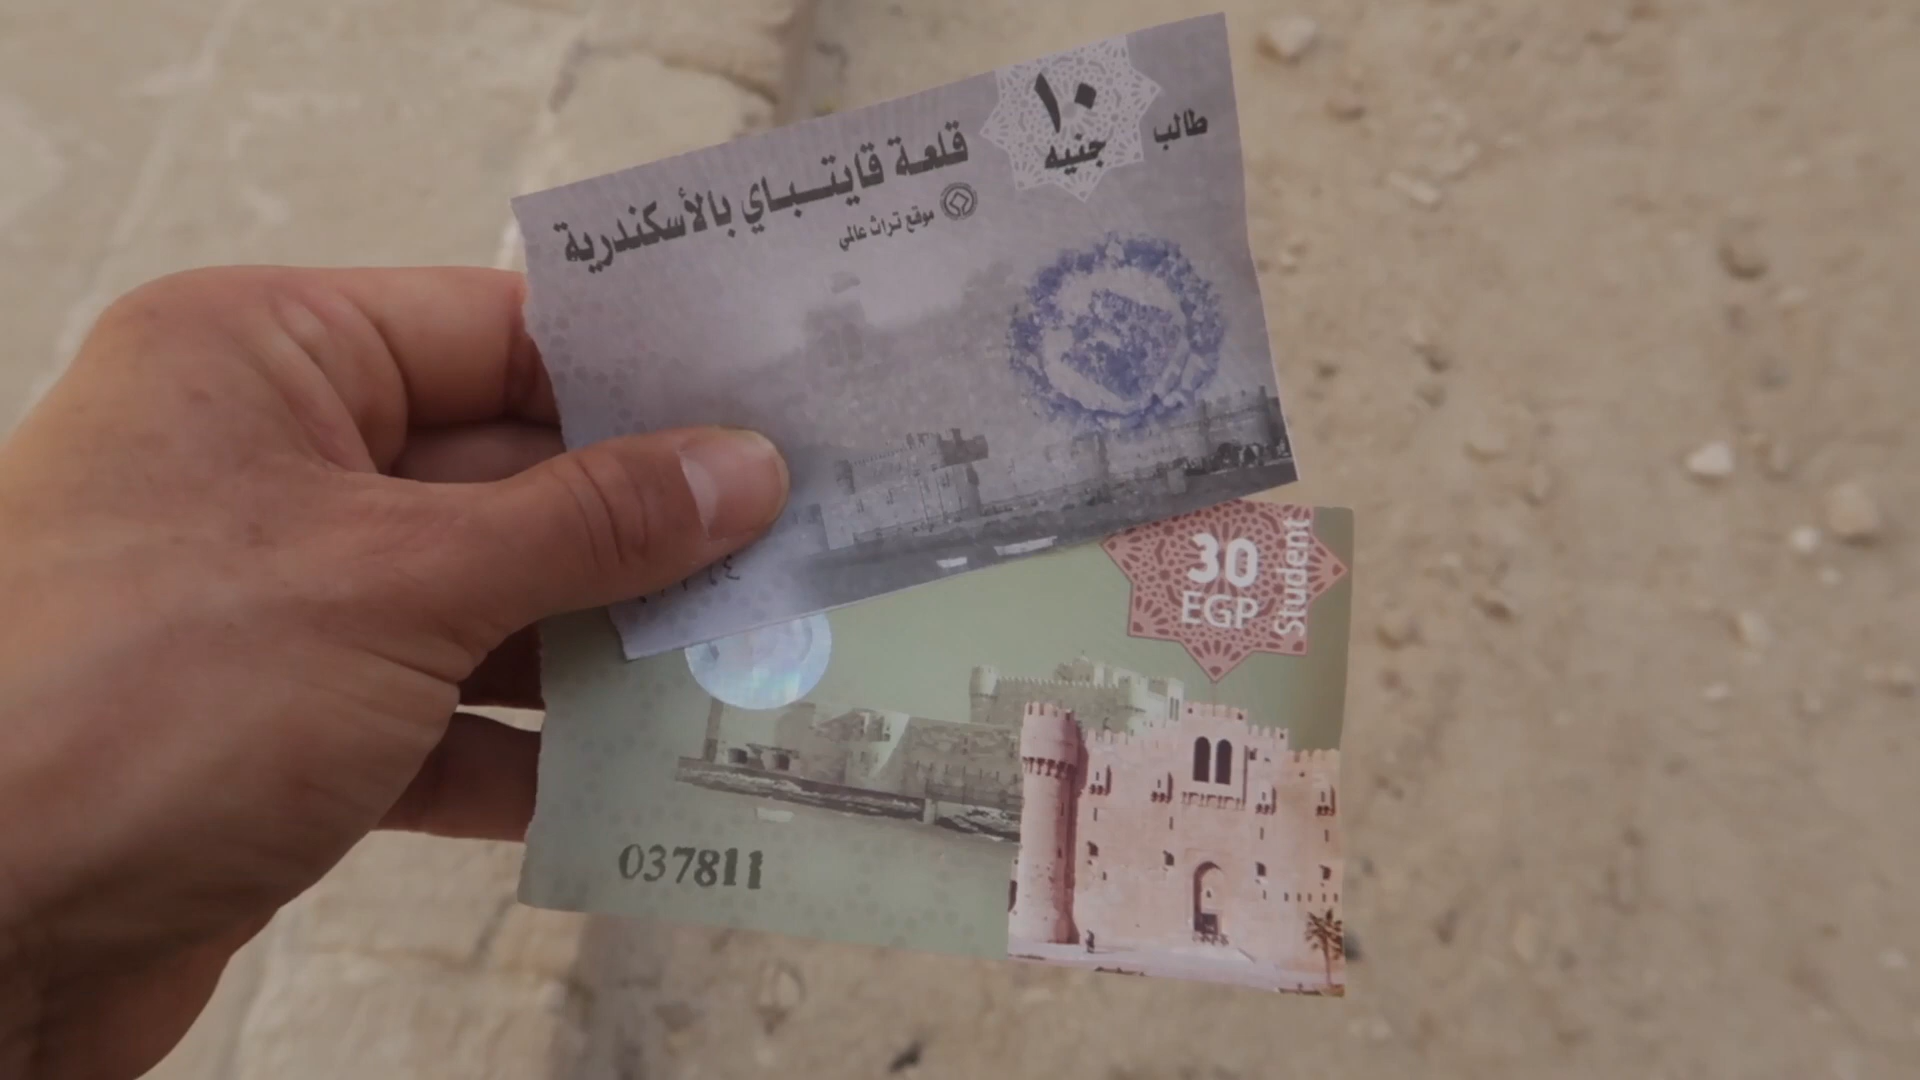 ١٠
جنيه
طالب
قلعة قايتباي بالأسكندرية
موقع تراث عالمي
30
EGP
Student
037811